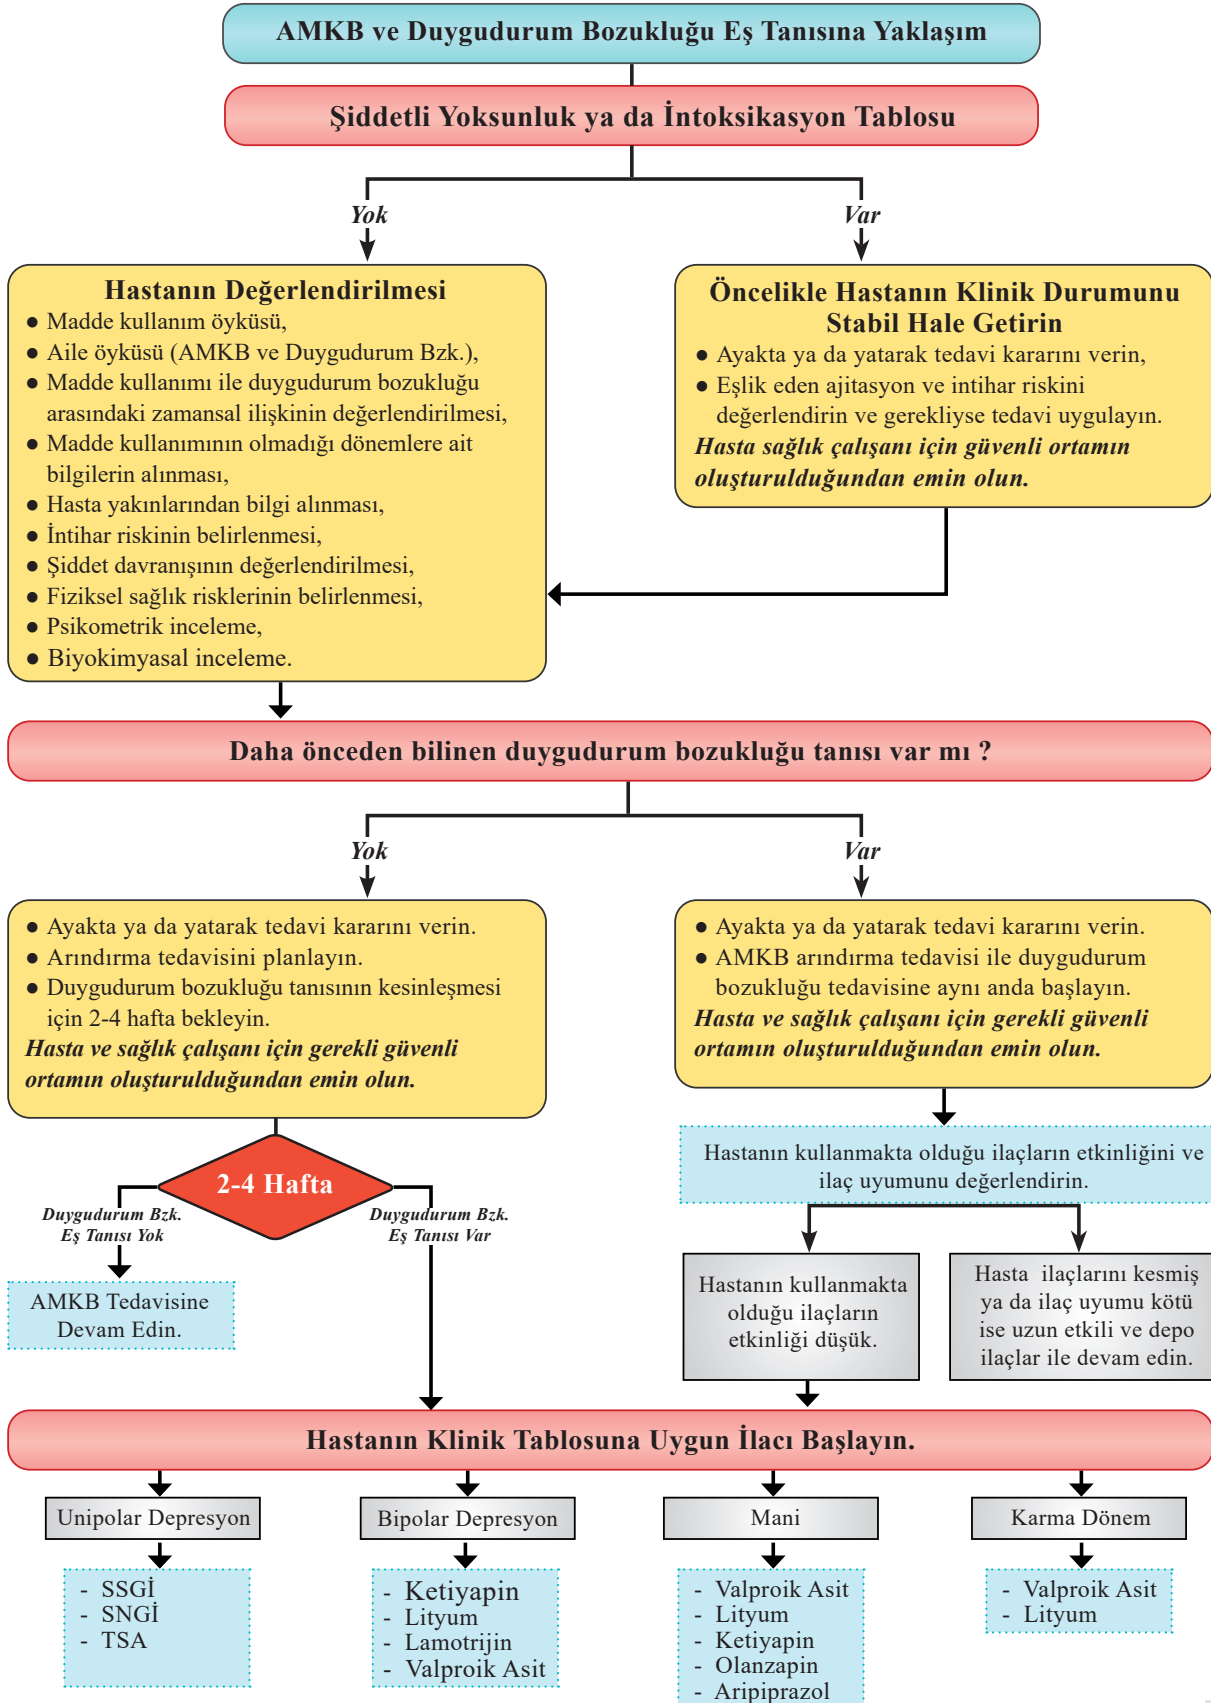 AMKB ve Duygudurum Bozukluğu Eş Tanısına Yaklaşım
Şiddetli Yoksunluk ya da İntoksikasyon Tablosu
Yok
Var
Hastanın Değerlendirilmesi
● Madde kullanım öyküsü,
● Aile öyküsü (AMKB ve Duygudurum Bzk.),
● Madde kullanımı ile duygudurum bozukluğu
arasındaki zamansal ilişkinin değerlendirilmesi,
● Madde kullanımının olmadığı dönemlere ait
bilgilerin alınması,
● Hasta yakınlarından bilgi alınması,
● İntihar riskinin belirlenmesi,
● Şiddet davranışının değerlendirilmesi,
● Fiziksel sağlık risklerinin belirlenmesi,
● Psikometrik inceleme,
● Biyokimyasal inceleme.
Öncelikle Hastanın Klinik Durumunu
Stabil Hale Getirin
● Ayakta ya da yatarak tedavi kararını verin,
● Eşlik eden ajitasyon ve intihar riskini
değerlendirin ve gerekliyse tedavi uygulayın.
Hasta sağlık çalışanı için güvenli ortamın
oluşturulduğundan emin olun.
Daha önceden bilinen duygudurum bozukluğu tanısı var mı ?
Yok
Var
● Ayakta ya da yatarak tedavi kararını verin.
● Arındırma tedavisini planlayın.
● Duygudurum bozukluğu tanısının kesinleşmesi
için 2-4 hafta bekleyin.
Hasta ve sağlık çalışanı için gerekli güvenli
ortamın oluşturulduğundan emin olun.
● Ayakta ya da yatarak tedavi kararını verin.
● AMKB arındırma tedavisi ile duygudurum
bozukluğu tedavisine aynı anda başlayın.
Hasta ve sağlık çalışanı için gerekli güvenli
ortamın oluşturulduğundan emin olun.
2-4 Hafta
Duygudurum Bzk.
Eş Tanısı Yok
Duygudurum Bzk.
Eş Tanısı Var
AMKB Tedavisine
Devam Edin.
Hastanın kullanmakta olduğu ilaçların etkinliğini ve
ilaç uyumunu değerlendirin.
Hastanın kullanmakta
olduğu ilaçların
etkinliği düşük.
Hasta ilaçlarını kesmiş
ya da ilaç uyumu kötü
ise uzun etkili ve depo
ilaçlar ile devam edin.
Hastanın Klinik Tablosuna Uygun İlacı Başlayın.
Unipolar Depresyon
- SSGİ
- SNGİ
- TSA
Bipolar Depresyon
- Ketiyapin
- Lityum
- Lamotrijin
- Valproik Asit
Mani
- Valproik Asit
- Lityum
- Ketiyapin
- Olanzapin
- Aripiprazol
Karma Dönem
- Valproik Asit
- Lityum